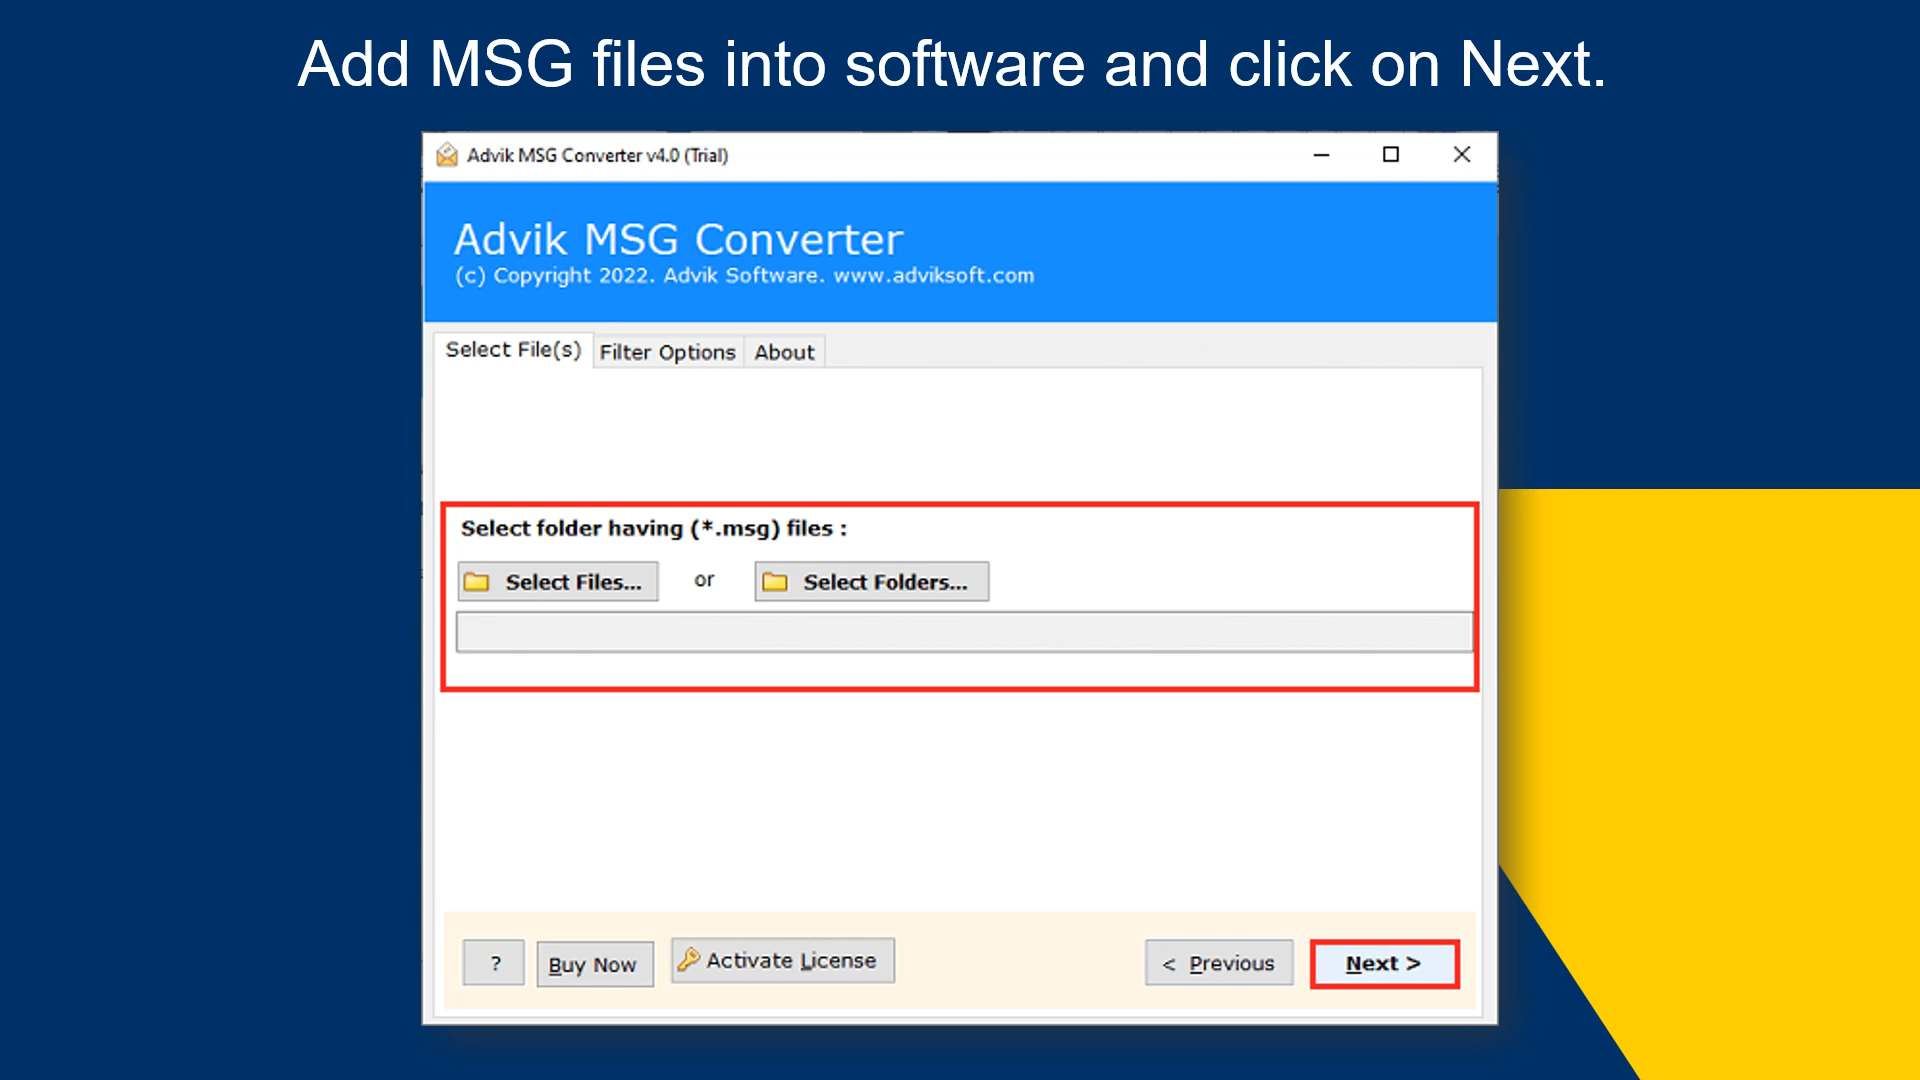 Add MSG files into software and click on Next.
Advik MSG Converter v4.0 (Trial)
Advik MSG Converter
(c) Copyright 2022. Advik Software. www.adviksoft.com
Select File(s) Filter Options About
Select folder having (*.msg) files :
Select Files... or Select Folders...
? Buy Now Activate License < Previous Next >